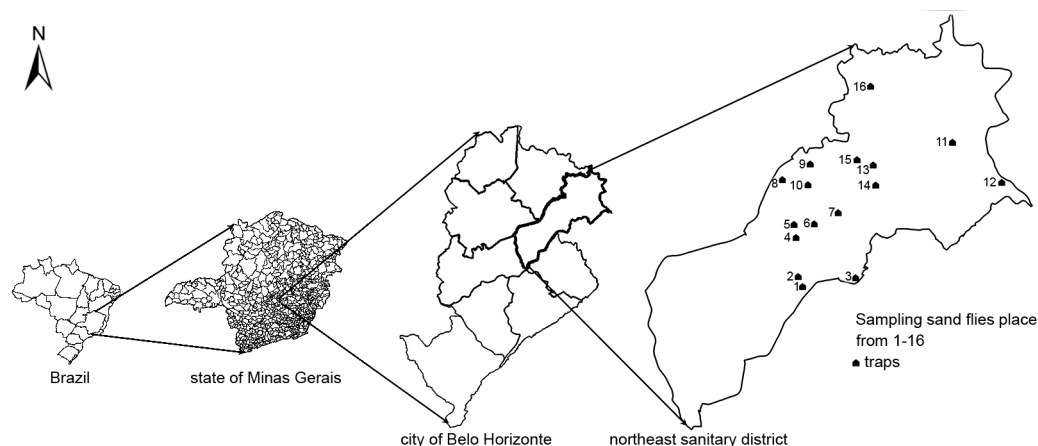 N
16
11
15
9
13
8
10
14
12
7
5
6
4
2
3
1
Sampling sand flies place
from 1-16
traps
Brazil
state of Minas Gerais
city of Belo Horizonte
northeast sanitary district